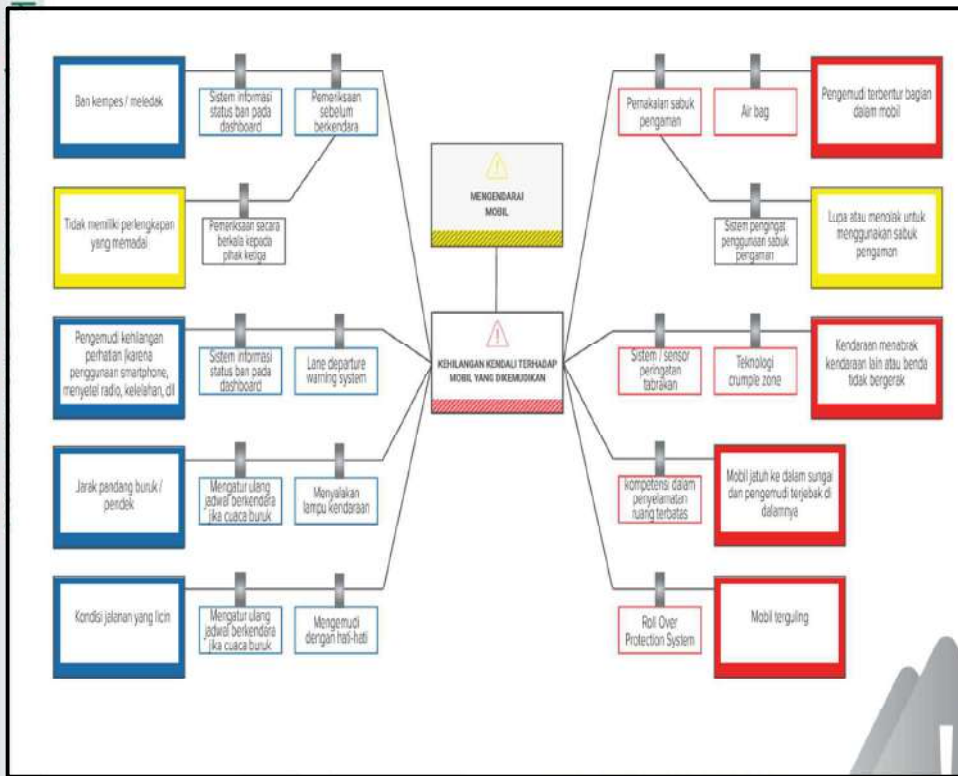 Ban kempes / meledak
Sistem informasi
status ban pada
dashboard
Pemeriksaan
sebelum
berkendara
Pemakaian sabuk
pengaman
Air bag
Pengemudi terbentur bagian
dalam mobil
MENGENDARAI
MOBIL
Tidak memiliki perlengkapan
yang memadai
Pemeriksaan secara
berkala kepada
pihak ketiga
Sistem pengingat
penggunaan sabuk
pengaman
Lupa atau menolak untuk
menggunakan sabuk
pengaman
Pengemudi kehilangan
perhatian (karena
penggunaan smartphone,
menyetel radio, kelelahan, dll
Sistem informasi
status ban pada
dashboard
Lane departure
warning system
KEHILANGAN KENDALI TERHADAP
MOBIL YANG DIKEMUDIKAN
Sistem / sensor
peringatan
tabrakan
Teknologi
crumple zone
Kendaraan menabrak
kendaraan lain atau benda
tidak bergerak
Jarak pandang buruk /
pendek
Mengatur ulang
jadwal berkendara
jika cuaca buruk
Menyalakan
lampu kendaraan
kompetensi dalam
penyelamatan
ruang terbatas
Mobil jatuh ke dalam sungai
dan pengemudi terjebak di
dalamnya
Kondisi jalanan yang licin
Mengatur ulang
jadwal berkendara
jika cuaca buruk
Mengemudi
dengan hati-hati
Roll Over
Protection System
Mobil terguling